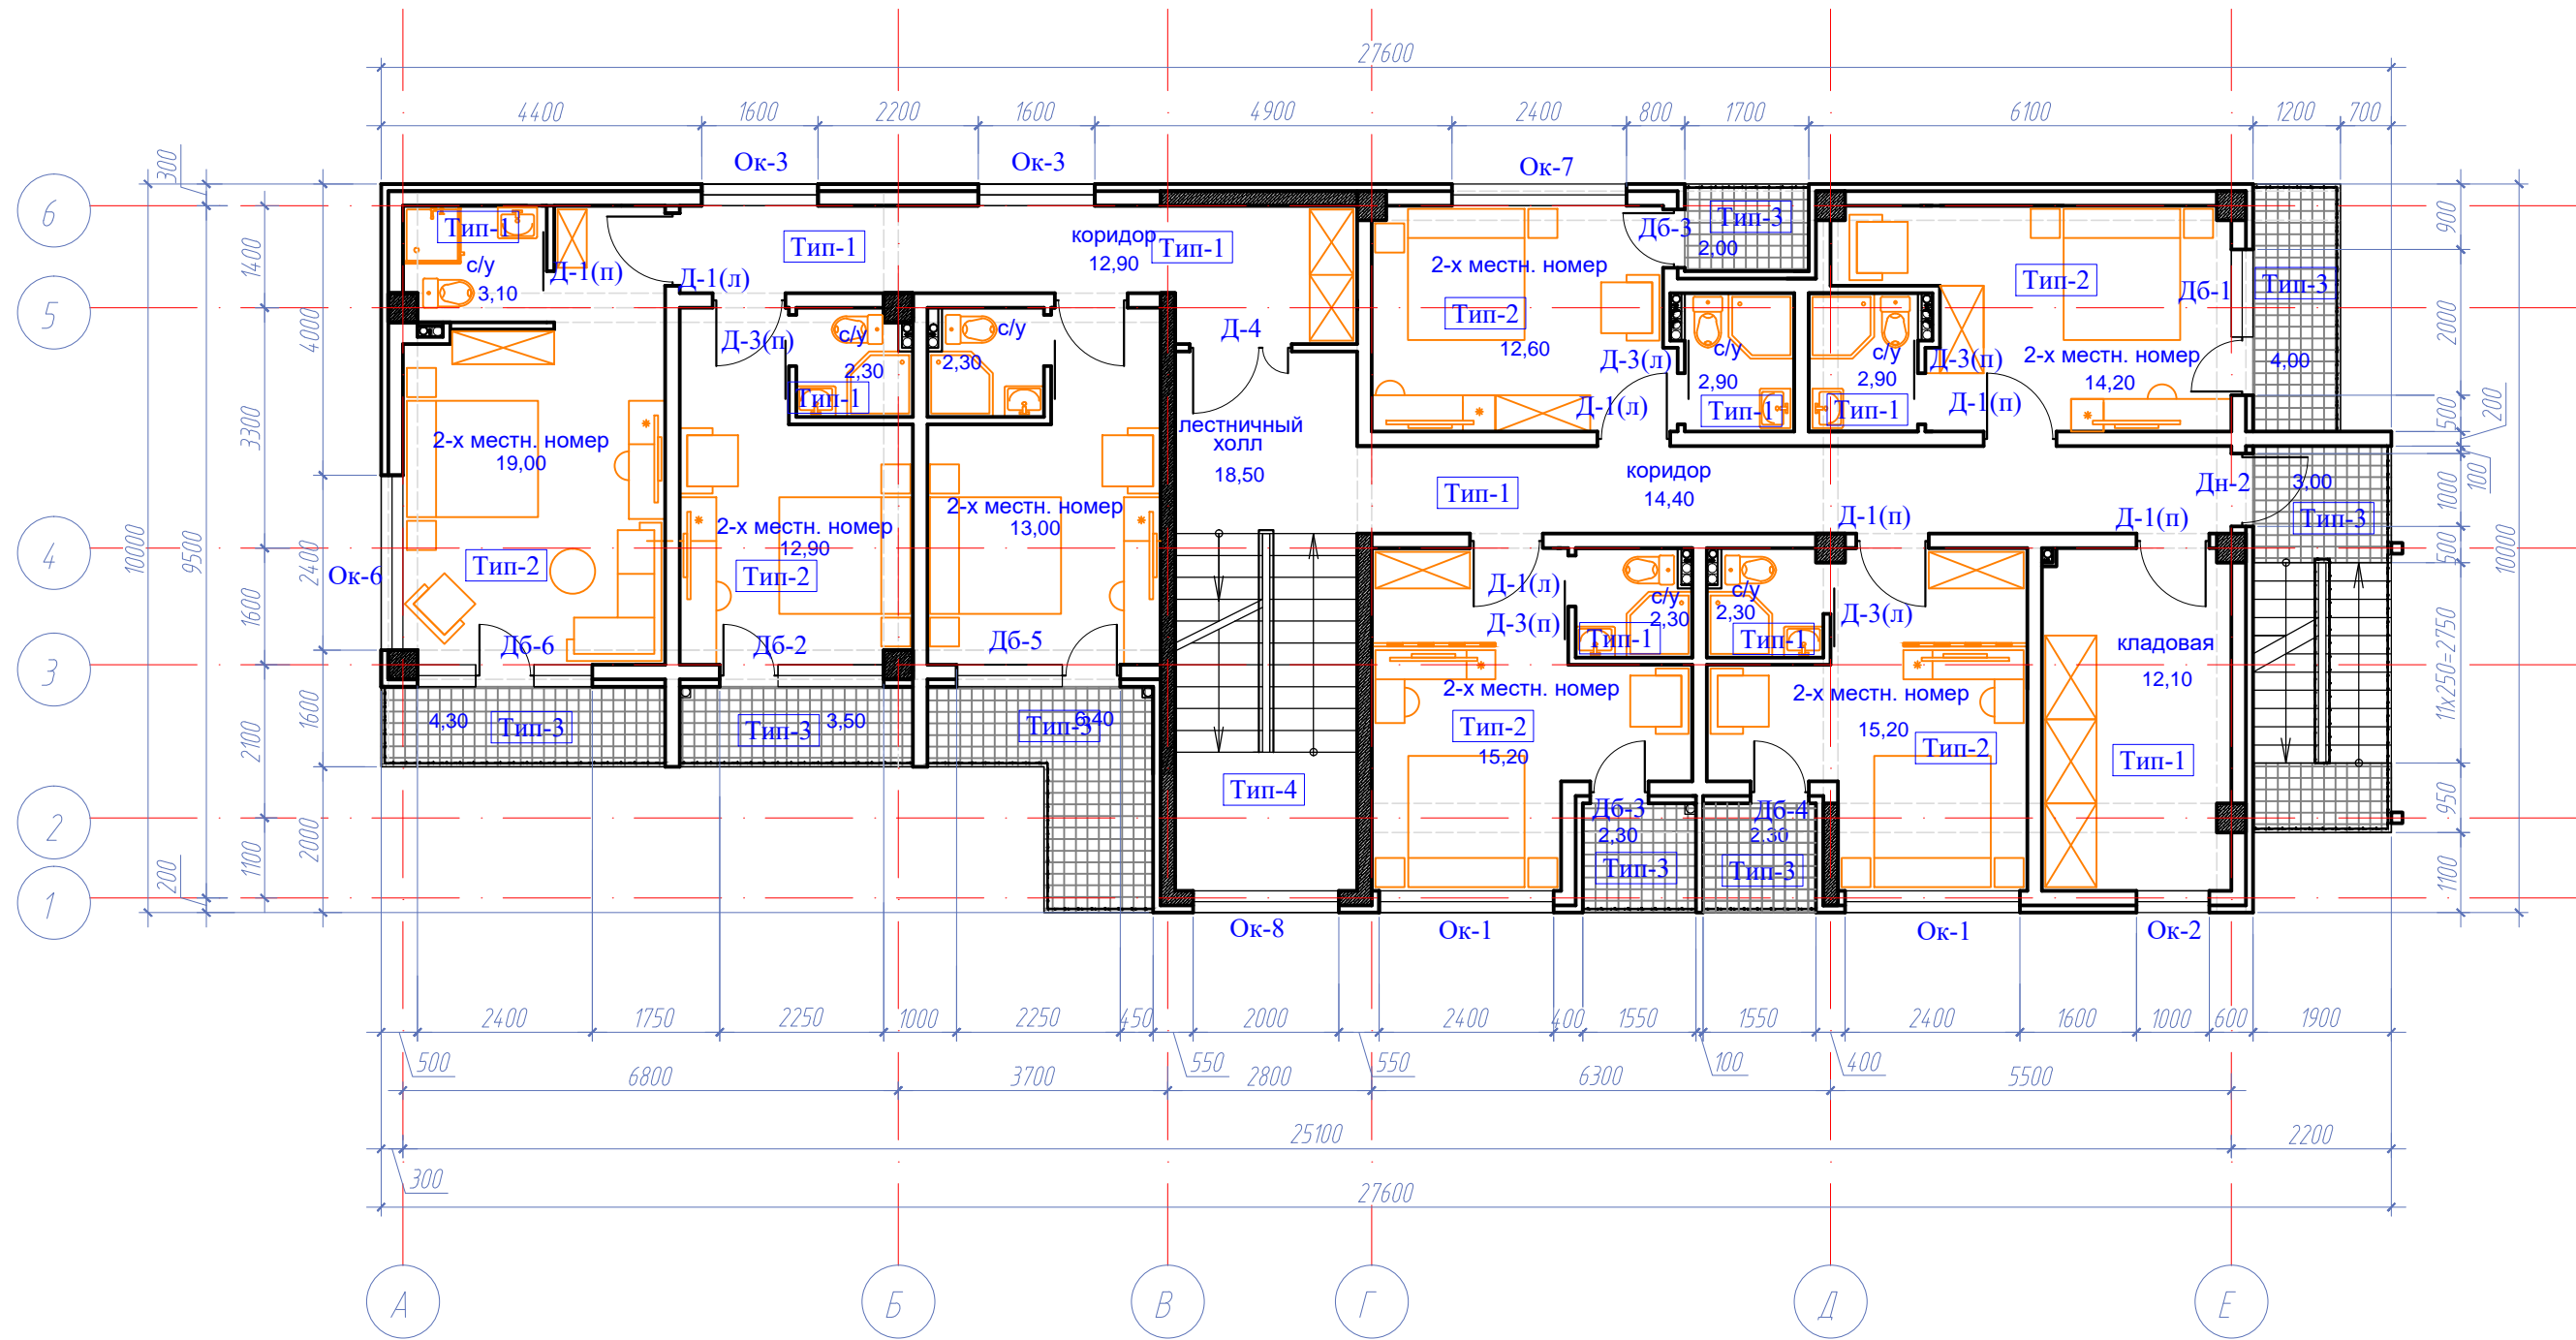 27600
4400
1600
2200
1600
4900
2400
800
1700
6100
1200
700
Ок-3
Ок-3
Ок-7
300
6
5
4
3
2
1
10000
9500
200
1400
3300
1600
2100
1100
4000
2400
1600
2000
Ок-6
Тип-1
с/у
3,10
Д-1(п)
Д-1(л)
Тип-1
коридор
12,90
Тип-1
2-х местн. номер
19,00
Тип-2
Дб-6
4,30
Тип-3
Д-3(п)
с/у
2,30
Тип-1
2-х местн. номер
12,90
Тип-2
Дб-2
Тип-3
3,50
с/у
2,30
2-х местн. номер
13,00
Дб-5
Тип-3
6,40
Д-4
лестничный
холл
18,50
Тип-4
Ок-8
2-х местн. номер
Тип-2
12,60
Дб-3
Тип-3
2,00
Д-3(л)
Д-1(л)
с/у
2,90
Тип-1
с/у
2,90
Тип-1
Д-3(п)
Д-1(п)
Тип-2
2-х местн. номер
14,20
Дб-1
Тип-3
4,00
Тип-1
коридор
14,40
Дн-2
3,00
Тип-3
Д-1(л)
Д-3(п)
с/у
2,30
Тип-1
2-х местн. номер
Тип-2
15,20
Дб-3
2,30
Тип-3
Ок-1
с/у
2,30
Тип-1
Д-1(п)
Д-3(л)
2-х местн. номер
15,20
Тип-2
Дб-4
2,30
Тип-3
Ок-1
Д-1(п)
кладовая
12,10
Тип-1
Ок-2
900
2000
500
200
1000
100
500
11х250=2750
950
1100
10000
2400
1750
2250
1000
2250
450
2000
2400
400
1550
1550
2400
1600
1000
600
1900
500
550
550
100
400
6800
3700
2800
6300
5500
25100
2200
300
27600
А
Б
В
Г
Д
Е